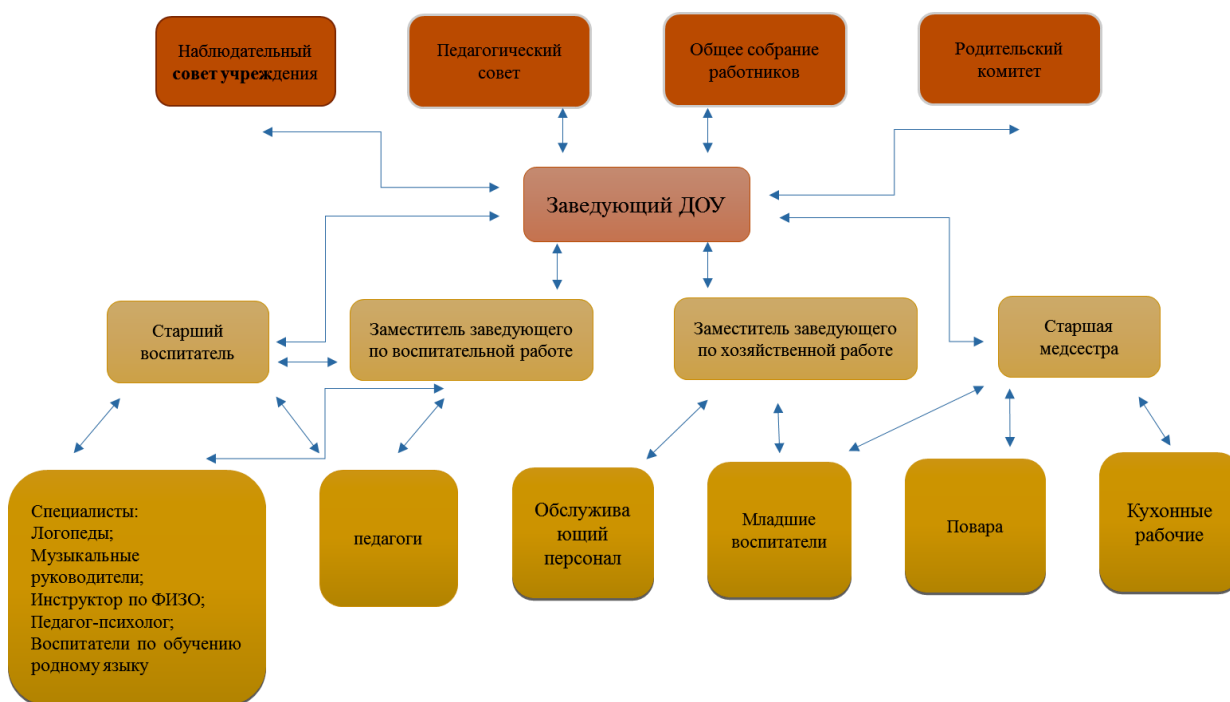 Наблюдательный
совет учреждения
Педагогический
совет
Общее собрание
работников
Родительский
комитет
Заведующий ДОУ
Старший
воспитатель
Заместитель заведующего
по воспитательной работе
Заместитель заведующего
по хозяйственной работе
Старшая
медсестра
Специалисты:
Логопеды;
Музыкальные
руководители;
Инструктор по ФИЗО;
Педагог-психолог;
Воспитатели по обучению
родному языку
педагоги
Обслужива
ющий
персонал
Младшие
воспитатели
Повара
Кухонные
рабочие